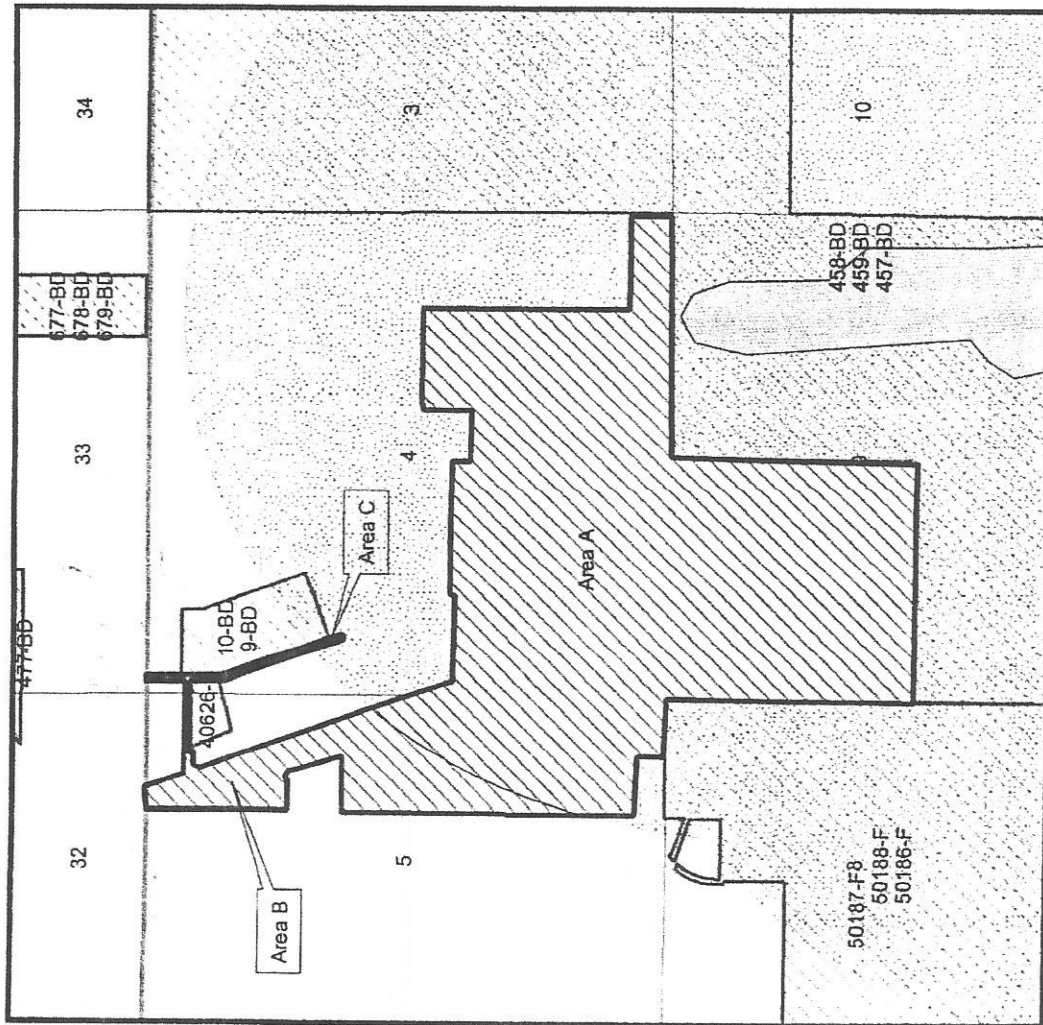 477-BD
677-BD
678-BD
679-BD
32
33
34
10-BD
9-BD
40626-
Area C
Area B
5
4
3
Area A
458-BD
459-BD
457-BD
9
10
50187-F8
50188-F
50186-F